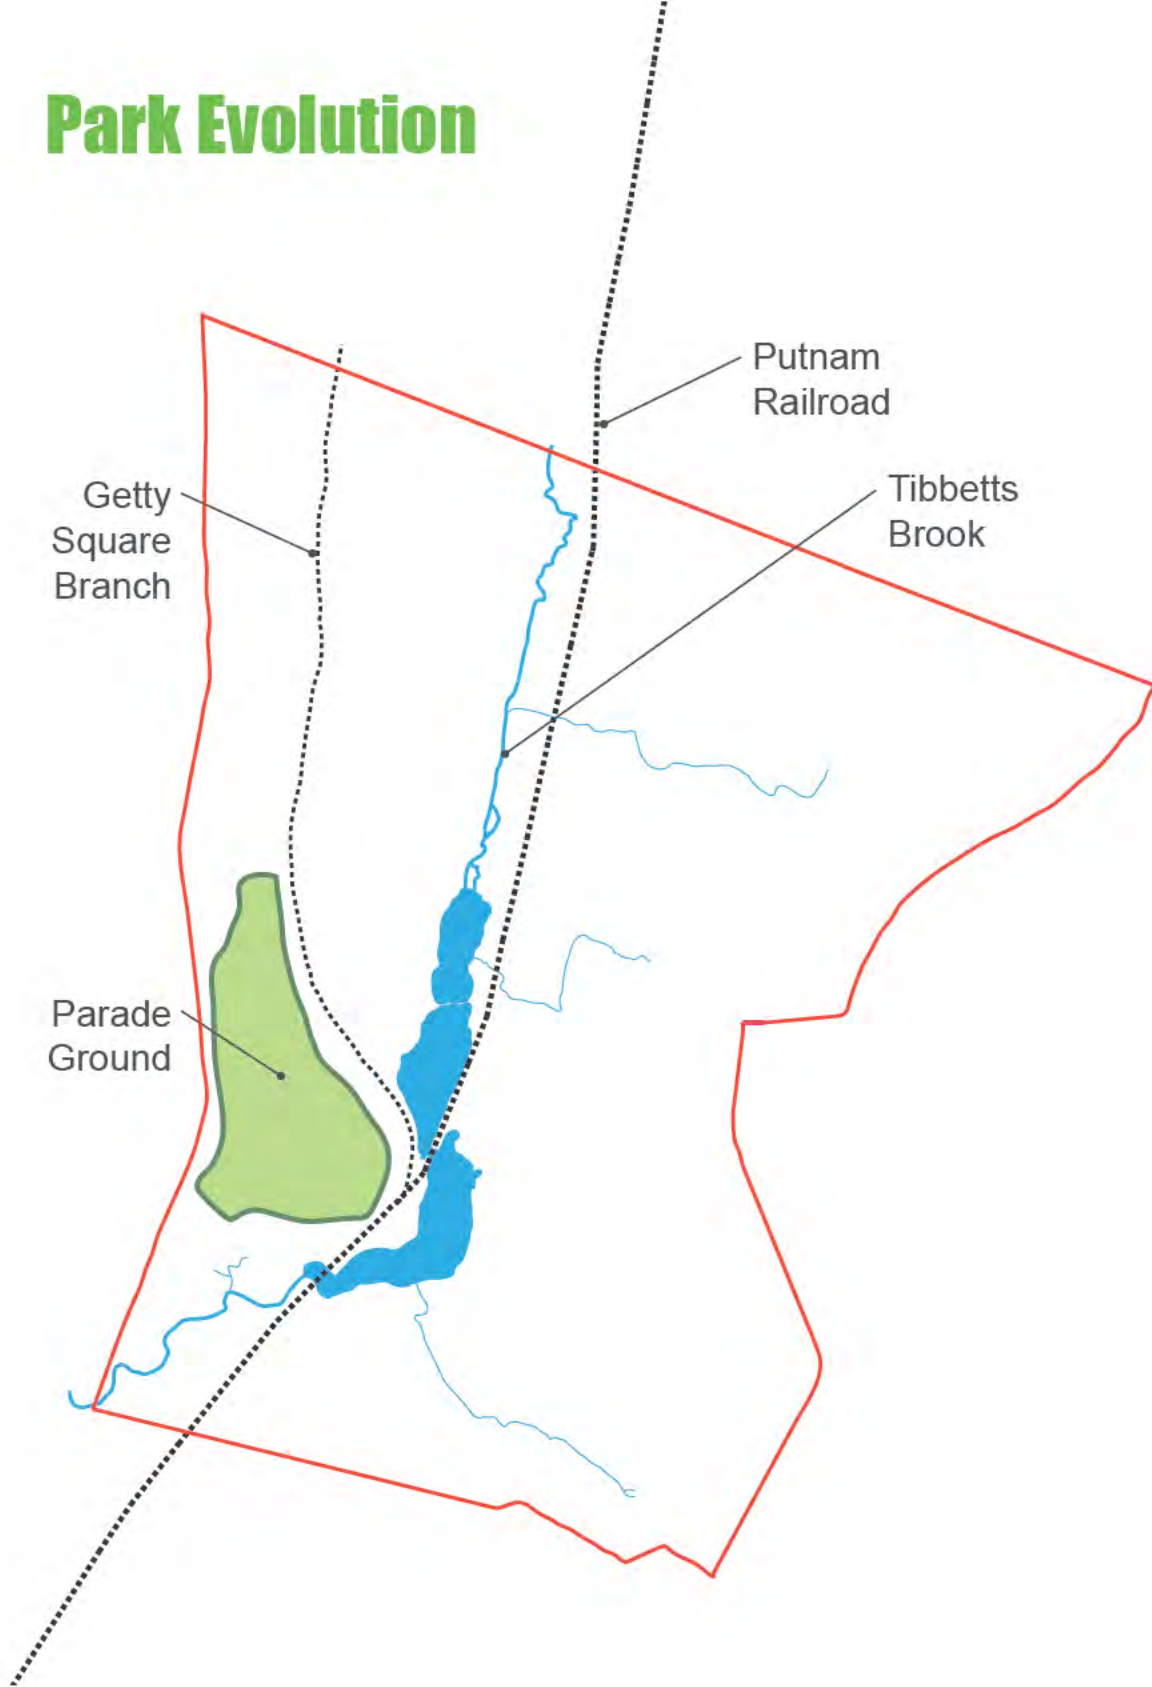 Park Evolution
Putnam
Railroad
Getty
Square
Branch
Tibbetts
Brook
Parade
Ground